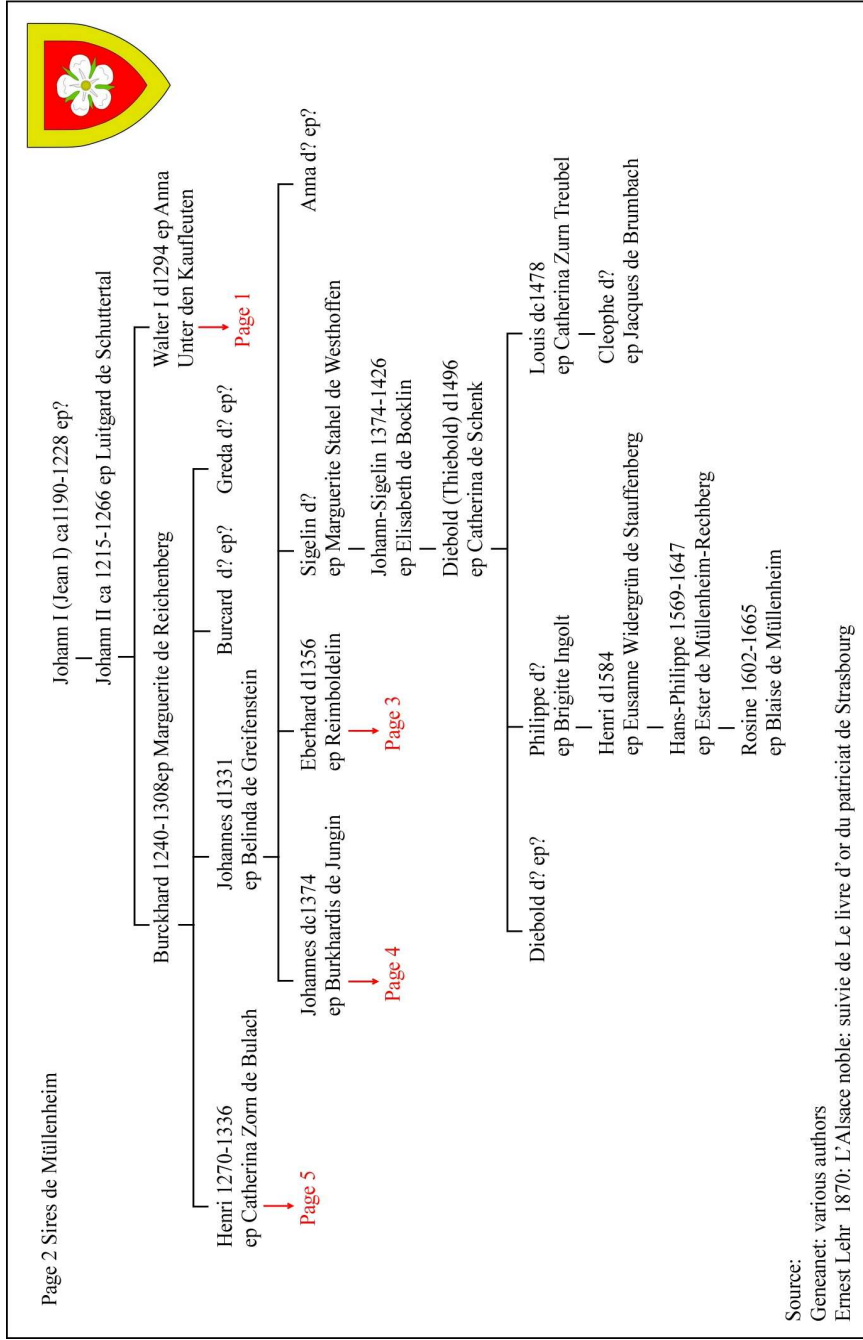 Page 2 Sires de Müllenheim
Johann I (Jean I) ca1190-1228 ep?
Johann II ca 1215-1266 ep Luitgard de Schuttertal
Burckhard 1240-1308ep Marguerite de Reichenberg
Walter I d1294 ep Anna
Unter den Kaufleuten
Page 1
Henri 1270-1336
ep Catherina Zorn de Bulach
Page 5
Johannes d1331
ep Belinda de Greifenstein
Burcard d? ep?
Greda d? ep?
Johannes dc1374
ep Burkhardis de Jungin
Page 4
Eberhard d1356
ep Reimboldelin
Page 3
Sigelin d?
ep Marguerite Stahel de Westhoffen
Anna d? ep?
Johann-Sigelin 1374-1426
ep Elisabeth de Bocklin
Diebold (Thiebold) d1496
ep Catherina de Schenk
Diebold d? ep?
Philippe d?
ep Brigitte Ingolt
Louis dc1478
ep Catherina Zurn Treubel
Henri d1584
ep Eusanne Widergrün de Stauffenberg
Cleophe d?
ep Jacques de Brumbach
Hans-Philippe 1569-1647
ep Ester de Müllenheim-Rechberg
Rosine 1602-1665
ep Blaise de Müllenheim
Source:
Geneanet: various authors
Ernest Lehr 1870: L'Alsace noble: suivie de Le livre d'or du patriciat de Strasbourg